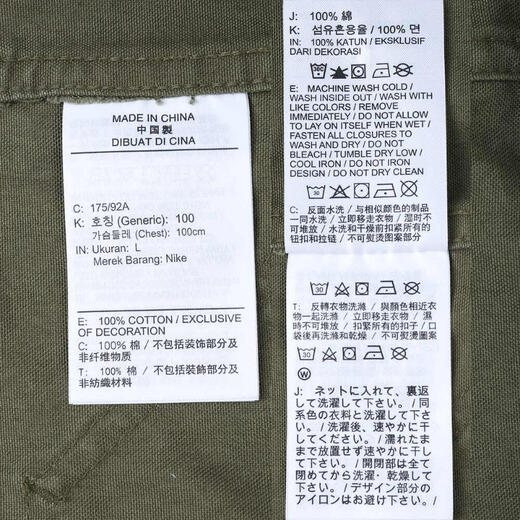 MADE IN CHINA
中国製
DIBUAT DI CINA
C: 175/92A
K: 호칭 (Generic): 100
가슴둘레 (Chest): 100cm
IN: Ukuran: L
Merek Barang: Nike
E: 100% COTTON / EXCLUSIVE
OF DECORATION
C: 100% 棉 / 不包括装饰部分及
非纤维物质
T: 100% 棉 / 不包括裝飾部分及
非紡織材料
J: 100% 綿
K: 섬유혼용율 / 100% 면
IN: 100% KATUN / EKSKLUSIF
DARI DEKORASI
E: MACHINE WASH COLD /
WASH INSIDE OUT / WASH WITH
LIKE COLORS / REMOVE
IMMEDIATELY / DO NOT ALLOW
TO LAY ON ITSELF WHEN WET /
FASTEN ALL CLOSURES TO
WASH AND DRY / DO NOT
BLEACH / TUMBLE DRY LOW /
COOL IRON / DO NOT IRON
DESIGN / DO NOT DRY CLEAN
30
C: 反面水洗 / 与相似颜色的制品
一同水洗 / 立即移走衣物 / 湿时不
可堆放 / 水洗和干燥前扣紧所有的
钮扣和拉链 / 不可熨烫图案部分
30
T: 反轉衣物洗滌 / 與顏色相近衣
物一起洗滌 / 立即移走衣物 / 濕
時不可堆放 / 扣緊所有的扣子 / 口
袋後再洗滌和乾燥 / 不可熨燙圖案
30
W
J: ネットに入れて、裏返
して洗濯して下さい。/ 同
系色の衣料と洗濯して下さ
い。/ 洗濯後、速やかに干
して下さい。/ 濡れたま
まで放置せず速やかに干し
て下さい。/ 開閉部は全て
閉めてから洗濯・乾燥して
下さい。/ デザイン部分の
アイロンはお避け下さい。/